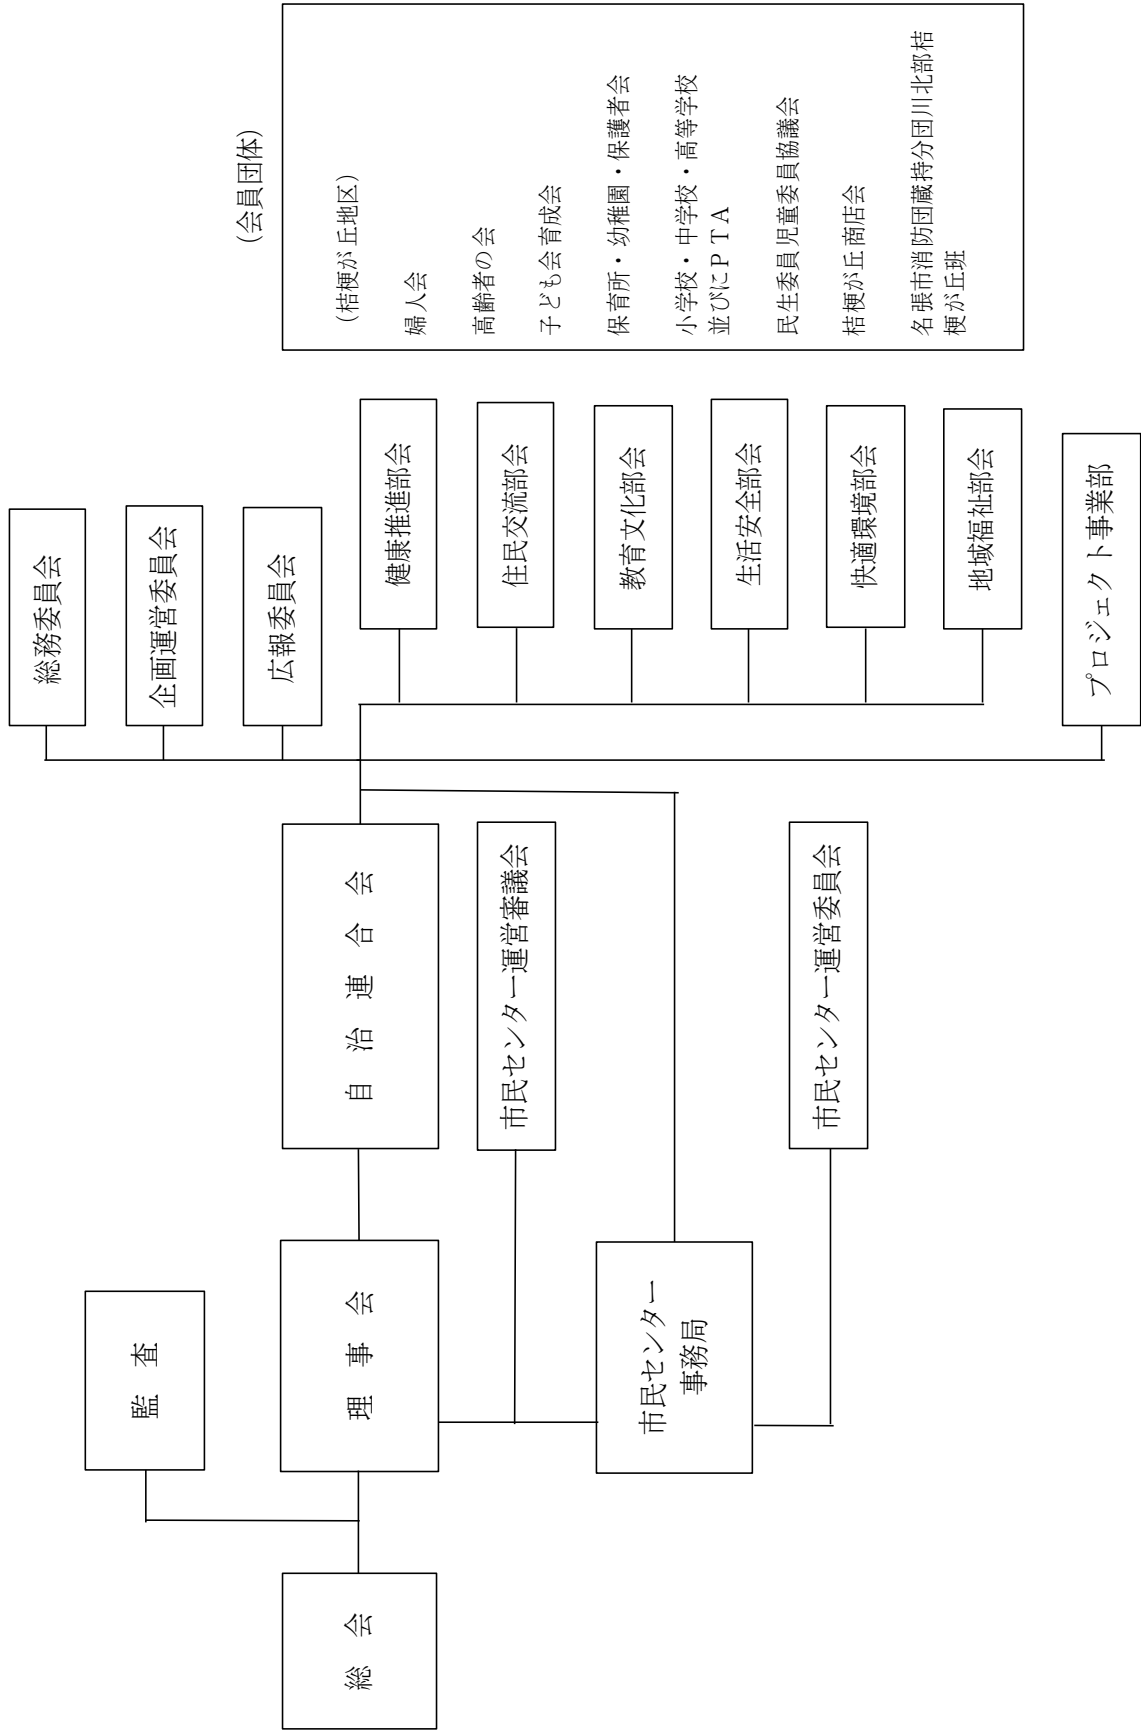 総会
監査
理事会
自治連合会
市民センター運営審議会
市民センター
事務局
市民センター運営委員会
総務委員会
企画運営委員会
広報委員会
健康推進部会
住民交流部会
教育文化部会
生活安全部会
快適環境部会
地域福祉部会
プロジェクト事業部
(会員団体)
(桔梗が丘地区)
婦人会
高齢者の会
子ども会育成会
保育所・幼稚園・保護者会
小学校・中学校・高等学校
並びにPTA
民生委員児童委員協議会
桔梗が丘商店会
名張市消防団蔵持分団川北部桔
梗が丘班